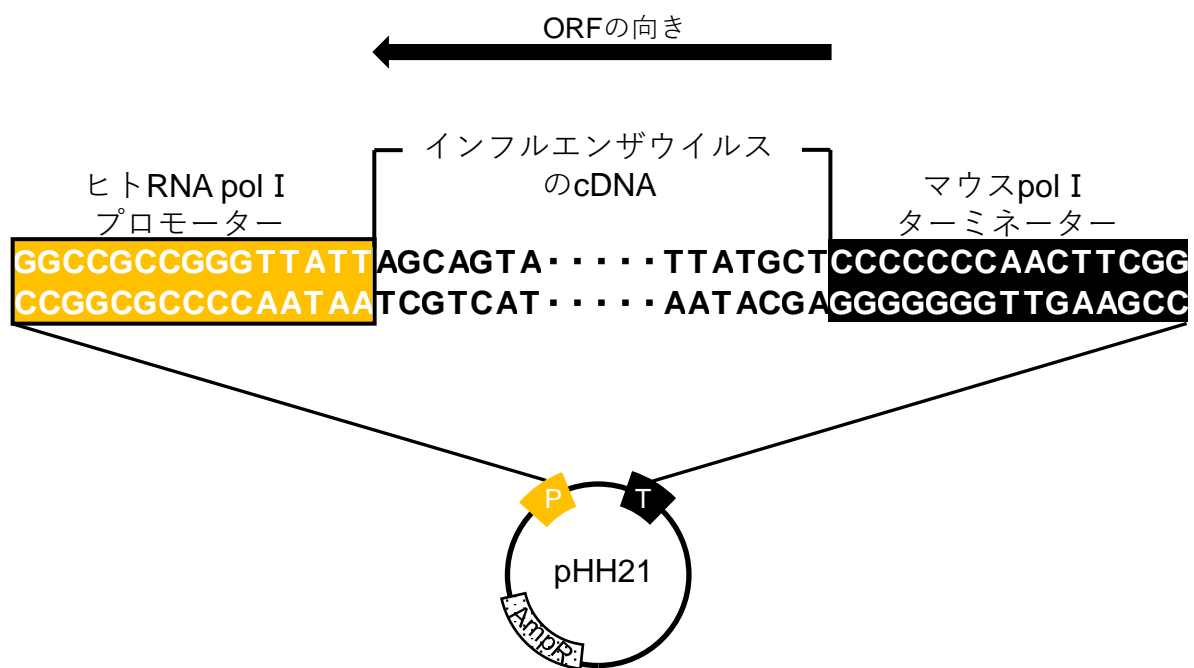 ORFの向き
インフルエンザウイルス
のcDNA
ヒトRNA pol Ⅰ
プロモーター
マウスpol Ⅰ
ターミネーター
GGCCGCCGGGTTATTAGCAGTA·····TTATGCTCCCCCCCAACTTCGG
CCGGCGCCCCAATAATCGTCAT·····AATACGAGGGGGGGTTGAAGCC
P
T
pHH21
AmpR